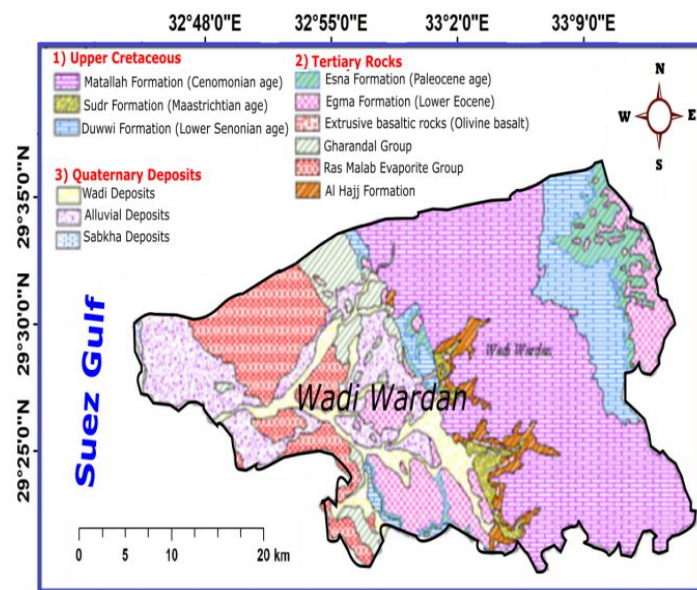 32°48'0"E 32°55'0"E 33°2'0"E 33°9'0"E
1) Upper Cretaceous
Matallah Formation (Cenomonian age)
Sudr Formation (Maastrichtian age)
Duwwi Formation (Lower Senonian age)
2) Tertiary Rocks
Esna Formation (Paleocene age)
Egma Formation (Lower Eocene)
Extrusive basaltic rocks (Olivine basalt)
Gharandal Group
Ras Malab Evaporite Group
Al Hajj Formation
3) Quaternary Deposits
Wadi Deposits
Alluvial Deposits
Sabkha Deposits
N
W E
S
29°35'0"N
29°30'0"N
29°25'0"N
Suez Gulf
Wadi Wardan
Wadi Wardan
0 5 10 20 km